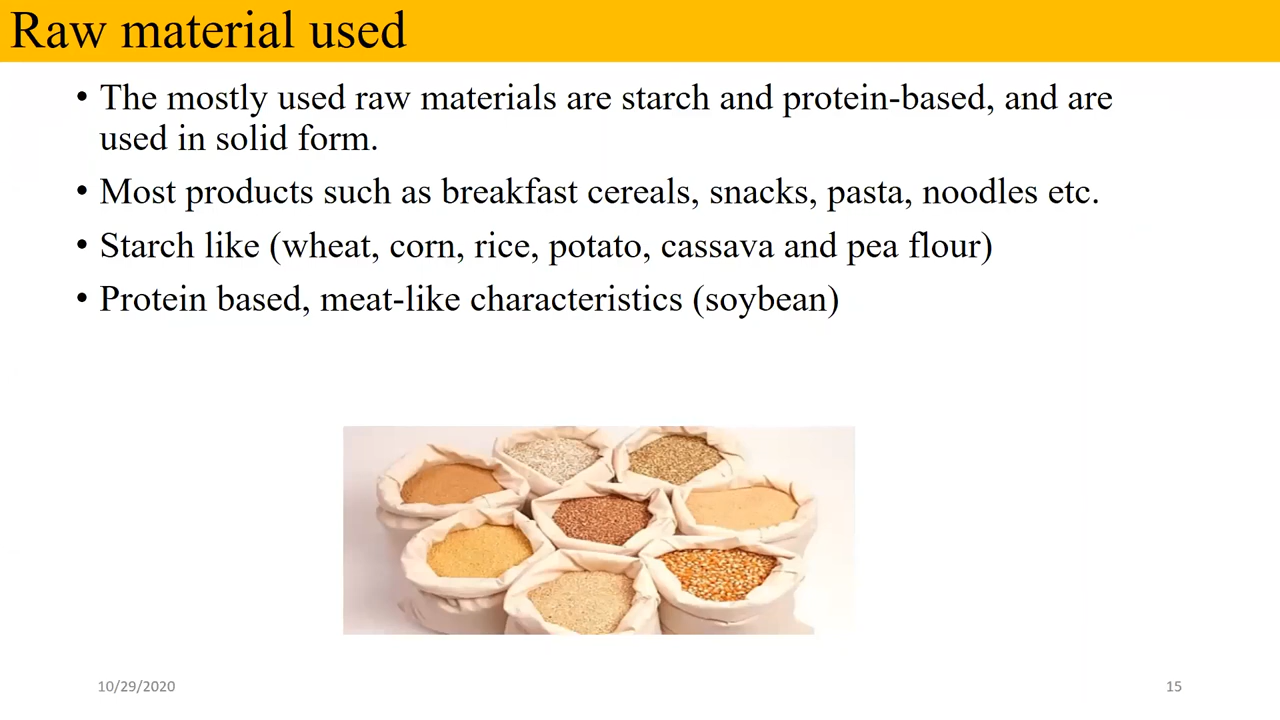 Raw material used
• The mostly used raw materials are starch and protein-based, and are
used in solid form.
• Most products such as breakfast cereals, snacks, pasta, noodles etc.
• Starch like (wheat, corn, rice, potato, cassava and pea flour)
• Protein based, meat-like characteristics (soybean)
10/29/2020
15